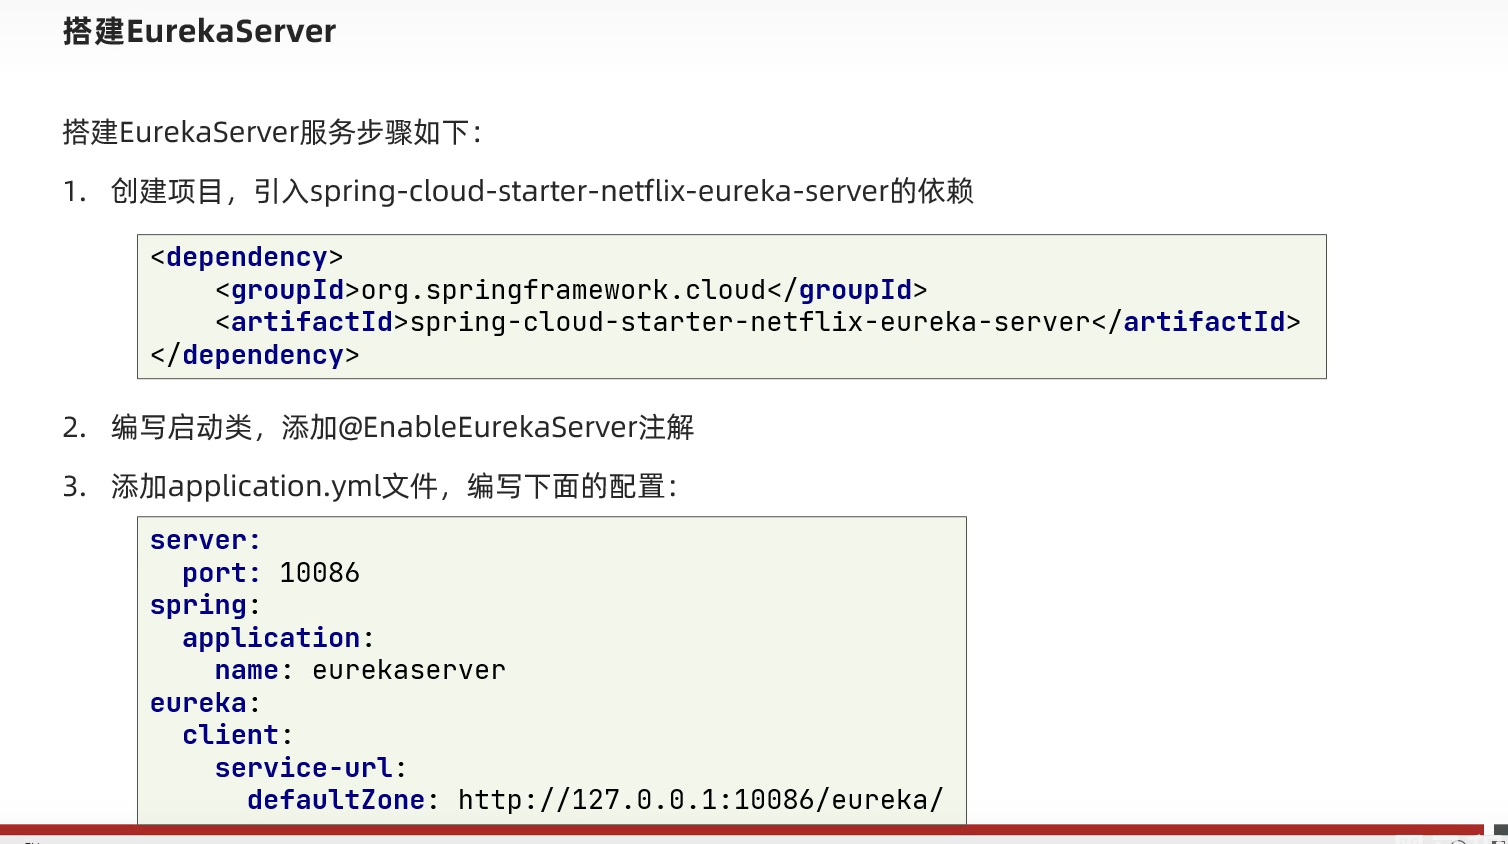 搭建EurekaServer
搭建EurekaServer服务步骤如下：
1. 创建项目，引入spring-cloud-starter-netflix-eureka-server的依赖
<dependency>
    <groupId>org.springframework.cloud</groupId>
    <artifactId>spring-cloud-starter-netflix-eureka-server</artifactId>
</dependency>
2. 编写启动类，添加@EnableEurekaServer注解
3. 添加application.yml文件，编写下面的配置：
server:
  port: 10086
spring:
  application:
    name: eurekaserver
eureka:
  client:
    service-url:
      defaultZone: http://127.0.0.1:10086/eureka/